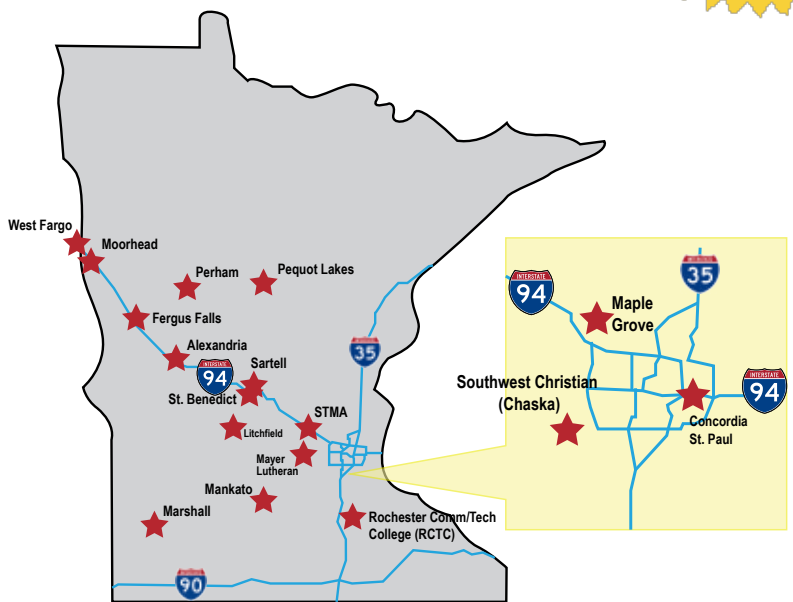 West Fargo
Moorhead
Perham
Pequot Lakes
Fergus Falls
Alexandria
INTERSTATE
94
Sartell
St. Benedict
35
STMA
Litchfield
Mayer
Lutheran
Mankato
Marshall
Rochester Comm/Tech
College (RCTC)
90
INTERSTATE
94
35
Maple
Grove
Southwest Christian
(Chaska)
INTERSTATE
94
Concordia
St. Paul